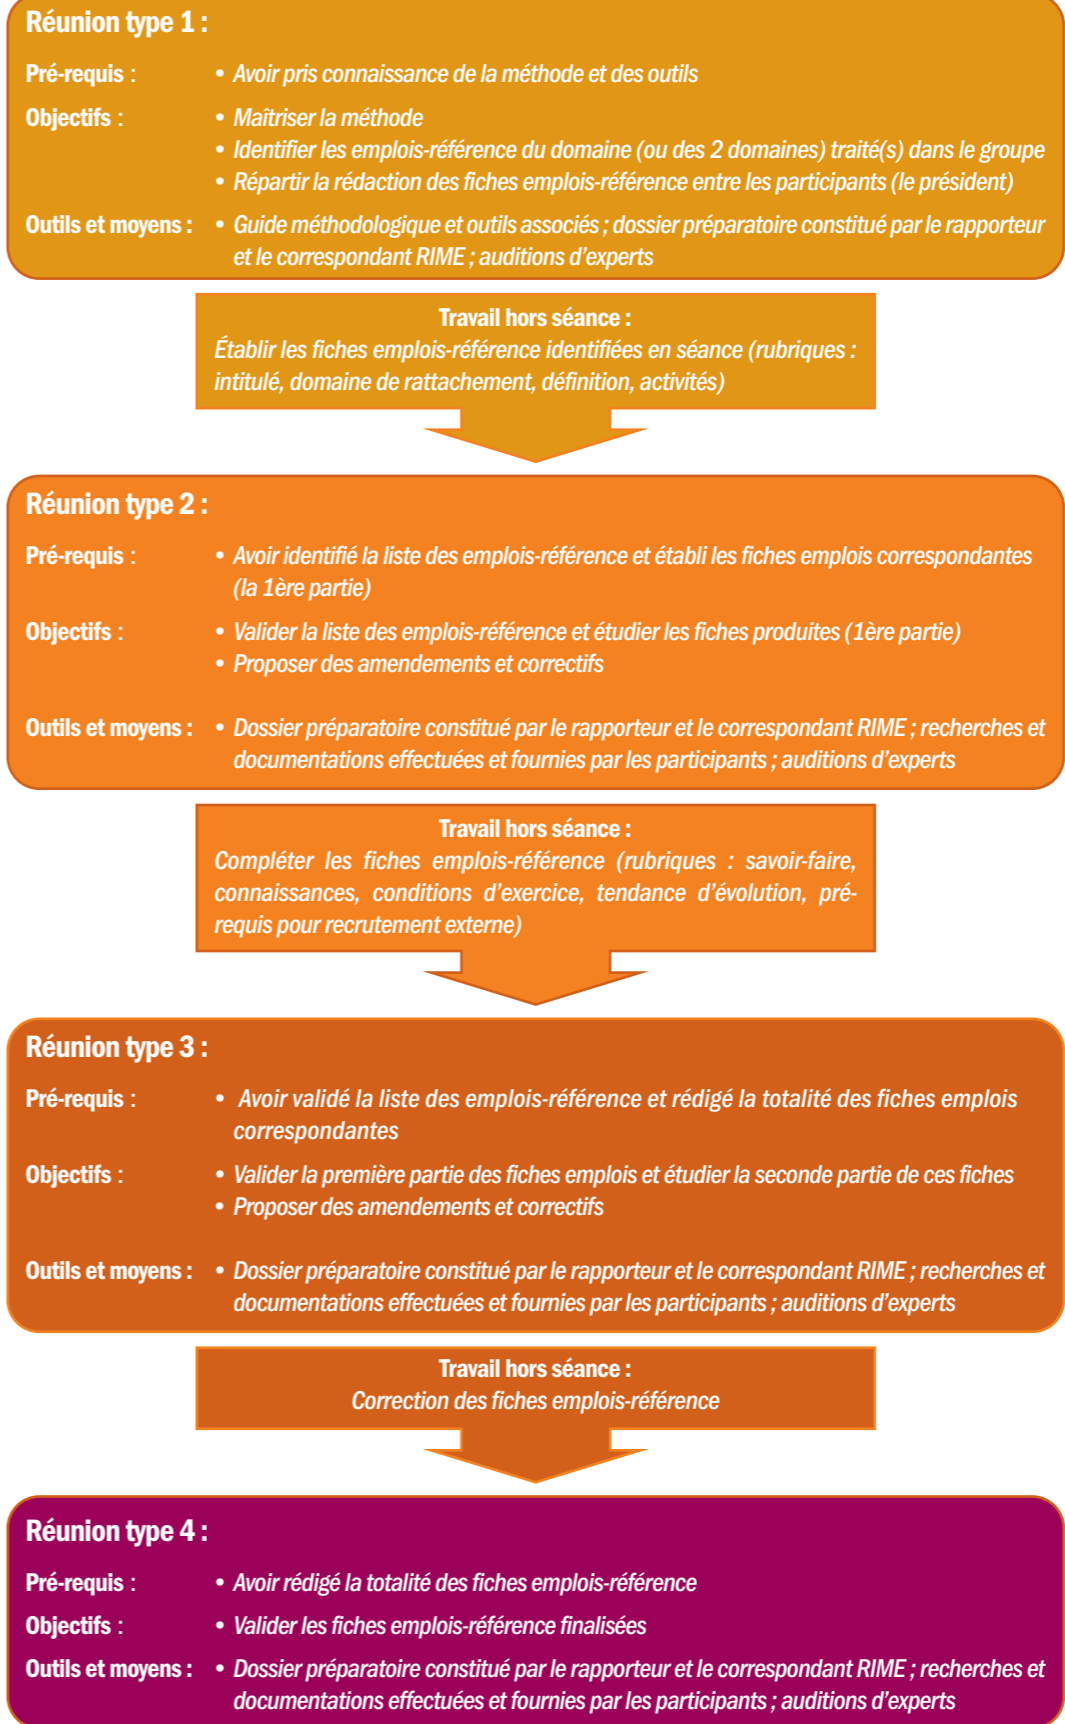 Réunion type 1 :
Pré-requis : • Avoir pris connaissance de la méthode et des outils
Objectifs : • Maîtriser la méthode
• Identifier les emplois-référence du domaine (ou des 2 domaines) traité(s) dans le groupe
• Répartir la rédaction des fiches emplois-référence entre les participants (le président)
Outils et moyens : • Guide méthodologique et outils associés ; dossier préparatoire constitué par le rapporteur
et le correspondant RIME ; auditions d'experts
Travail hors séance :
Établir les fiches emplois-référence identifiées en séance (rubriques :
intitulé, domaine de rattachement, définition, activités)
Réunion type 2 :
Pré-requis : • Avoir identifié la liste des emplois-référence et établi les fiches emplois correspondantes
(la 1ère partie)
Objectifs : • Valider la liste des emplois-référence et étudier les fiches produites (1ère partie)
• Proposer des amendements et correctifs
Outils et moyens : • Dossier préparatoire constitué par le rapporteur et le correspondant RIME ; recherches et
documentations effectuées et fournies par les participants ; auditions d'experts
Travail hors séance :
Compléter les fiches emplois-référence (rubriques : savoir-faire,
connaissances, conditions d'exercice, tendance d'évolution, pré-
requis pour recrutement externe)
Réunion type 3 :
Pré-requis : • Avoir validé la liste des emplois-référence et rédigé la totalité des fiches emplois
correspondantes
Objectifs : • Valider la première partie des fiches emplois et étudier la seconde partie de ces fiches
• Proposer des amendements et correctifs
Outils et moyens : • Dossier préparatoire constitué par le rapporteur et le correspondant RIME ; recherches et
documentations effectuées et fournies par les participants ; auditions d'experts
Travail hors séance :
Correction des fiches emplois-référence
Réunion type 4 :
Pré-requis : • Avoir rédigé la totalité des fiches emplois-référence
Objectifs : • Valider les fiches emplois-référence finalisées
Outils et moyens : • Dossier préparatoire constitué par le rapporteur et le correspondant RIME ; recherches et
documentations effectuées et fournies par les participants ; auditions d'experts